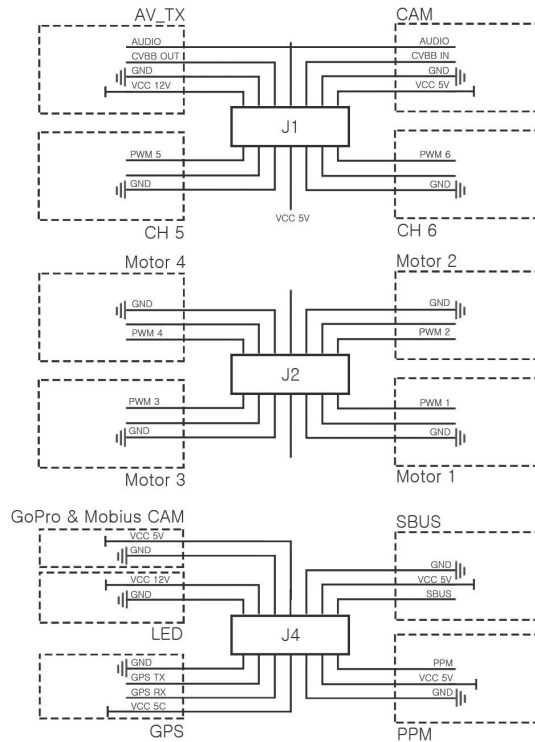 AV_TX
CAM
AUDIO
CVBB OUT
GND
VCC 12V
AUDIO
CVBB IN
GND
VCC 5V
J1
PWM 5
GND
PWM 6
GND
VCC 5V
CH 5
CH 6
Motor 4
Motor 2
GND
PWM 4
GND
PWM 2
J2
PWM 3
GND
PWM 1
GND
Motor 3
Motor 1
GoPro & Mobius CAM
SBUS
VCC 5V
GND
VCC 12V
GND
LED
GND
VCC 5V
SBUS
J4
GND
GPS TX
GPS RX
VCC 5C
GPS
PPM
VCC 5V
GND
PPM